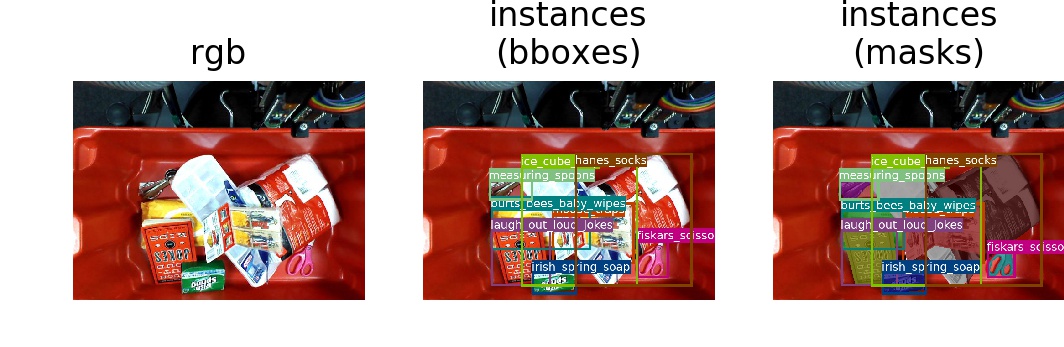 rgb
instances
(bboxes)
instances
(masks)
ice_cube
hanes_socks
measuring_spoons
burts_bees_baby_wipes
laugh_out_loud_jokes
fiskars_scisso
irish_spring_soap
ice_cube
hanes_socks
measuring_spoons
burts_bees_baby_wipes
laugh_out_loud_jokes
fiskars_scisso
irish_spring_soap